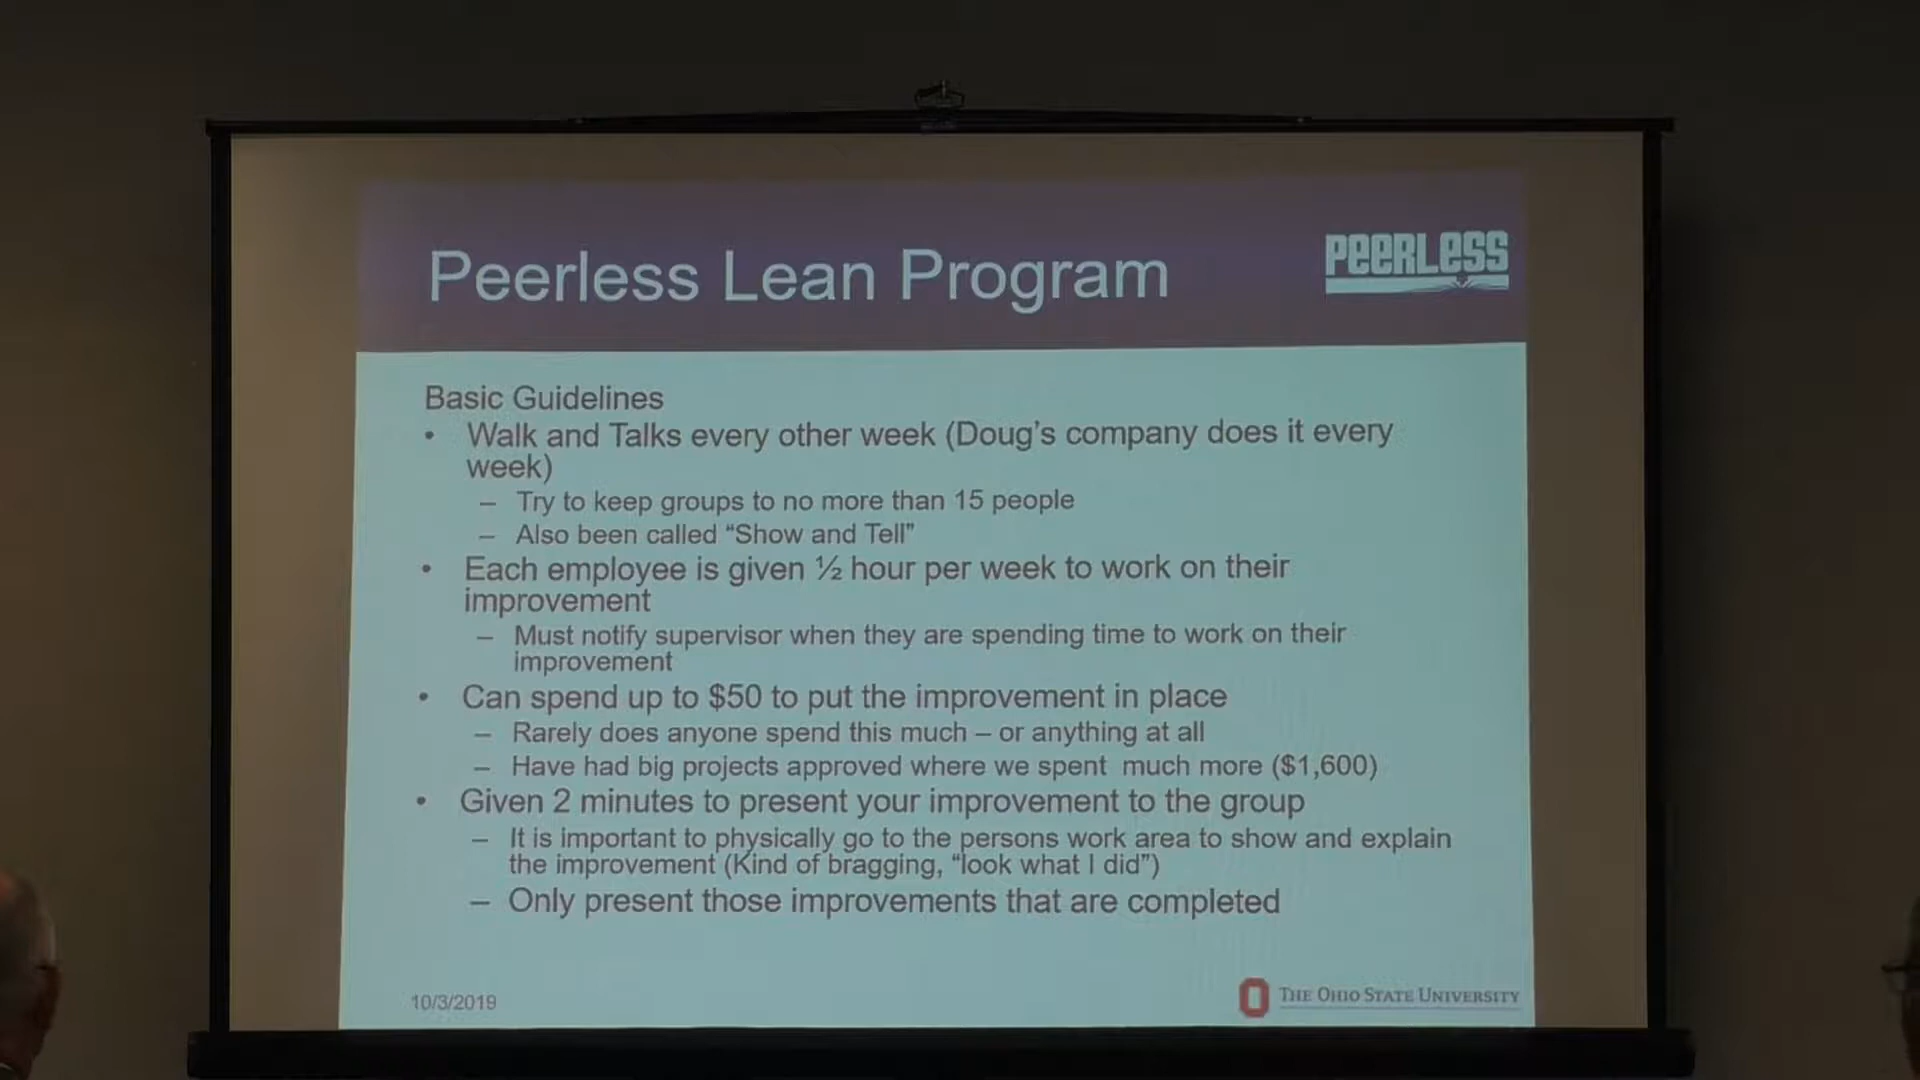 Peerless Lean Program
PEERLESS
Basic Guidelines
• Walk and Talks every other week (Doug's company does it every
week)
– Try to keep groups to no more than 15 people
– Also been called “Show and Tell”
• Each employee is given ½ hour per week to work on their
improvement
– Must notify supervisor when they are spending time to work on their
improvement
• Can spend up to $50 to put the improvement in place
– Rarely does anyone spend this much – or anything at all
– Have had big projects approved where we spent much more ($1,600)
• Given 2 minutes to present your improvement to the group
– It is important to physically go to the persons work area to show and explain
the improvement (Kind of bragging, “look what I did”)
– Only present those improvements that are completed
10/3/2019
THE OHIO STATE UNIVERSITY